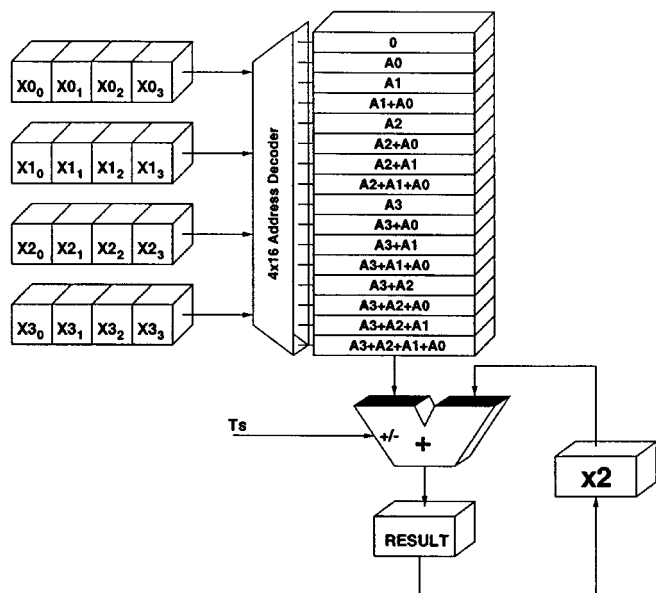 X0₀ X0₁ X0₂ X0₃
X1₀ X1₁ X1₂ X1₃
X2₀ X2₁ X2₂ X2₃
X3₀ X3₁ X3₂ X3₃
4x16 Address Decoder
0
A0
A1
A1+A0
A2
A2+A0
A2+A1
A2+A1+A0
A3
A3+A0
A3+A1
A3+A1+A0
A3+A2
A3+A2+A0
A3+A2+A1
A3+A2+A1+A0
Ts
+/- +
x2
RESULT